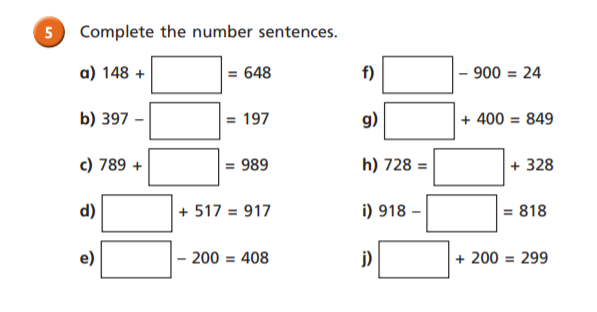 5 Complete the number sentences.
a) 148 + = 648
b) 397 – = 197
c) 789 + = 989
d) + 517 = 917
e) – 200 = 408
f) – 900 = 24
g) + 400 = 849
h) 728 = + 328
i) 918 – = 818
j) + 200 = 299